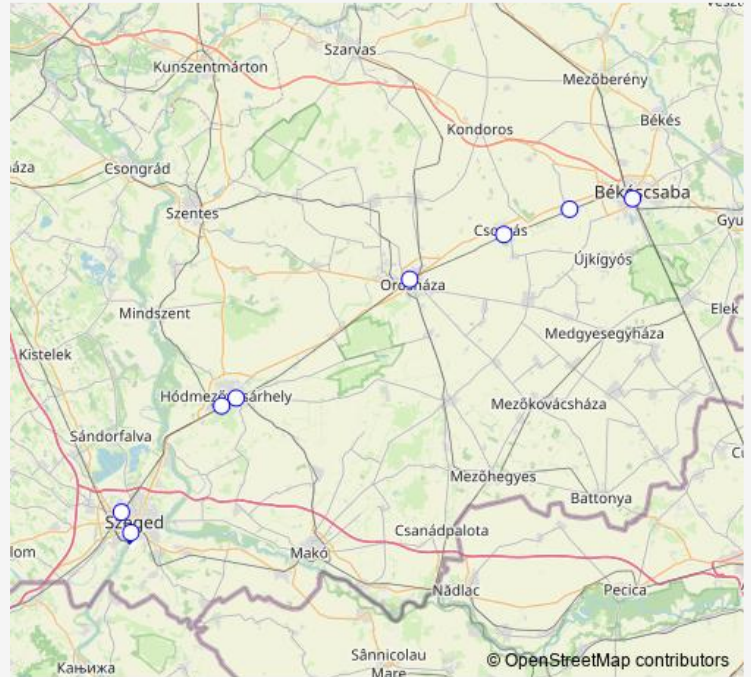 Kunszentmárton
Szarvas
Mezőberény
Kondoros
Békés
Csongrád
Békéscsaba
Szentes
Újkígyós
Orosháza
Elek
Mindszent
Medgyesegyháza
Kistelek
Hódmezővásárhely
Mezőkovácsháza
Sándorfalva
Mezőhegyes
Battonya
Szeged
Csanádpalota
Makó
Nădlac
Pecica
Sânnicolau
Mare
Кањижа
© OpenStreetMap contributors